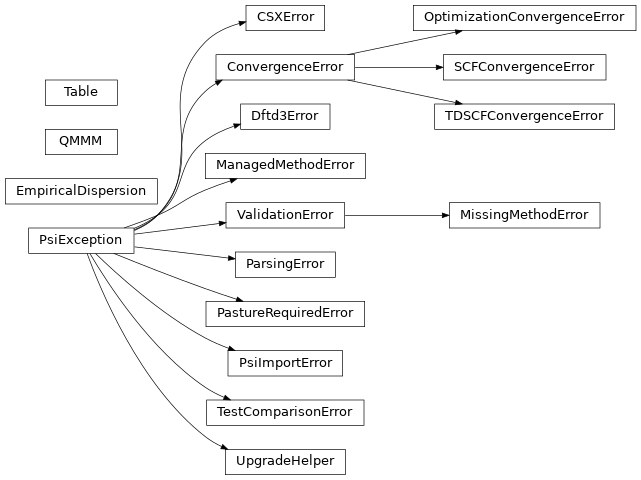 Table
QMMM
EmpiricalDispersion
PsiException
CSXError
ConvergenceError
Dftd3Error
ManagedMethodError
ValidationError
ParsingError
PastureRequiredError
PsiImportError
TestComparisonError
UpgradeHelper
OptimizationConvergenceError
SCFConvergenceError
TDSCFConvergenceError
MissingMethodError